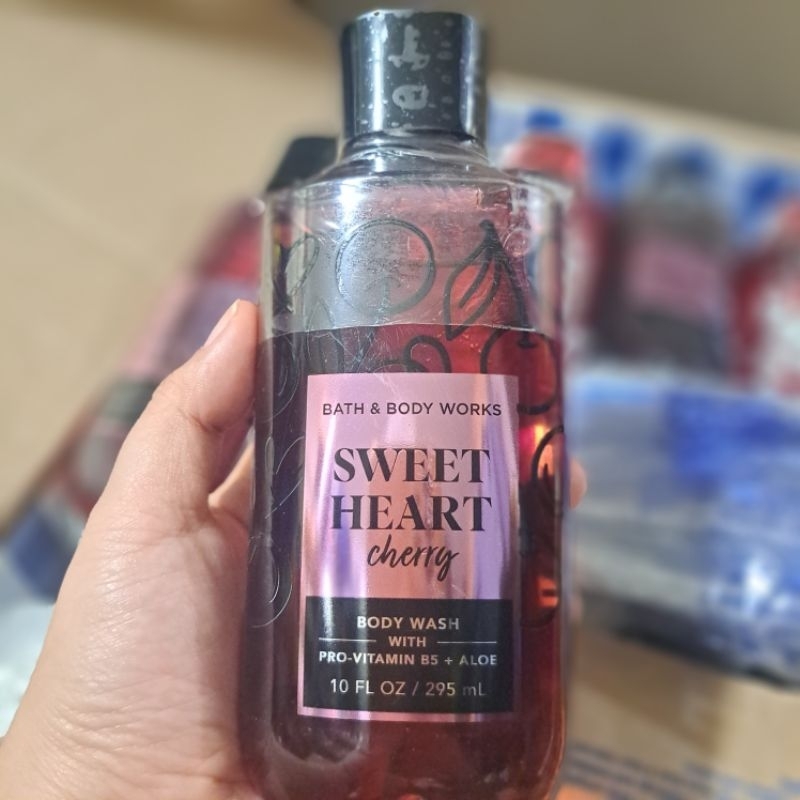 BATH & BODY WORKS
SWEET
HEART
cherry
BODY WASH
WITH
PRO-VITAMIN B5 + ALOE
10 FL OZ / 295 mL